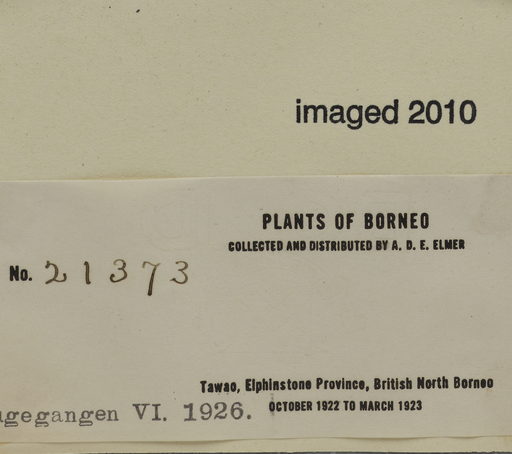 imaged 2010
PLANTS OF BORNEO
COLLECTED AND DISTRIBUTED BY A. D. E. ELMER
No. 21373
Tawao, Elphinstone Province, British North Borneo
OCTOBER 1922 TO MARCH 1923
VI. 1926.